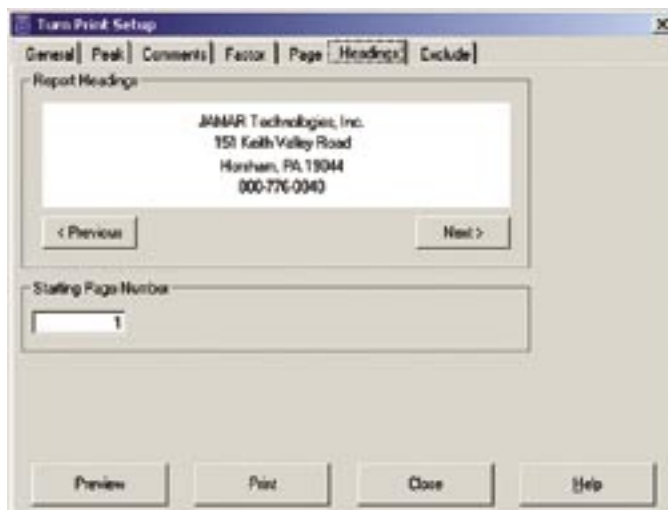 Turn Print Setup
General Peak Comments Factor Page Headings Exclude
Report Headings
JAMAR Technologies, Inc.
151 Keith Valley Road
Horsham, PA 19044
800-776-0940
< Previous Next >
Starting Page Number
1
Preview Print Close Help